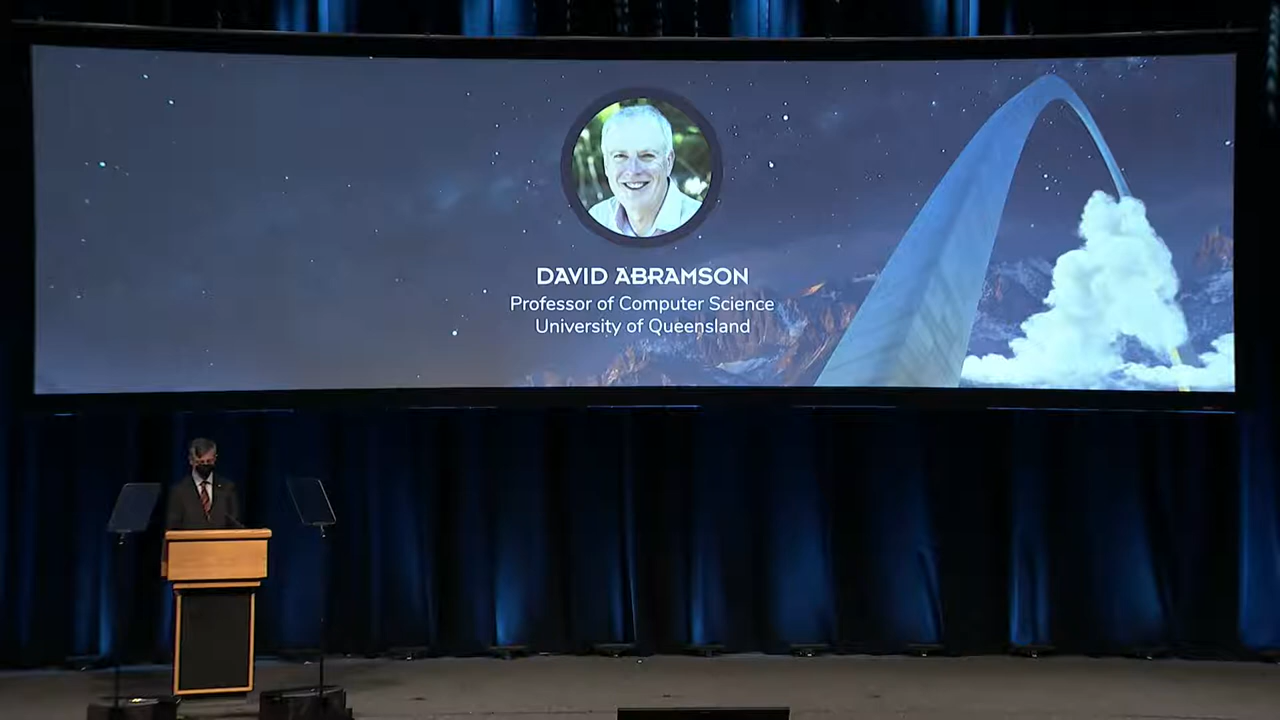 DAVID ABRAMSON
Professor of Computer Science
University of Queensland